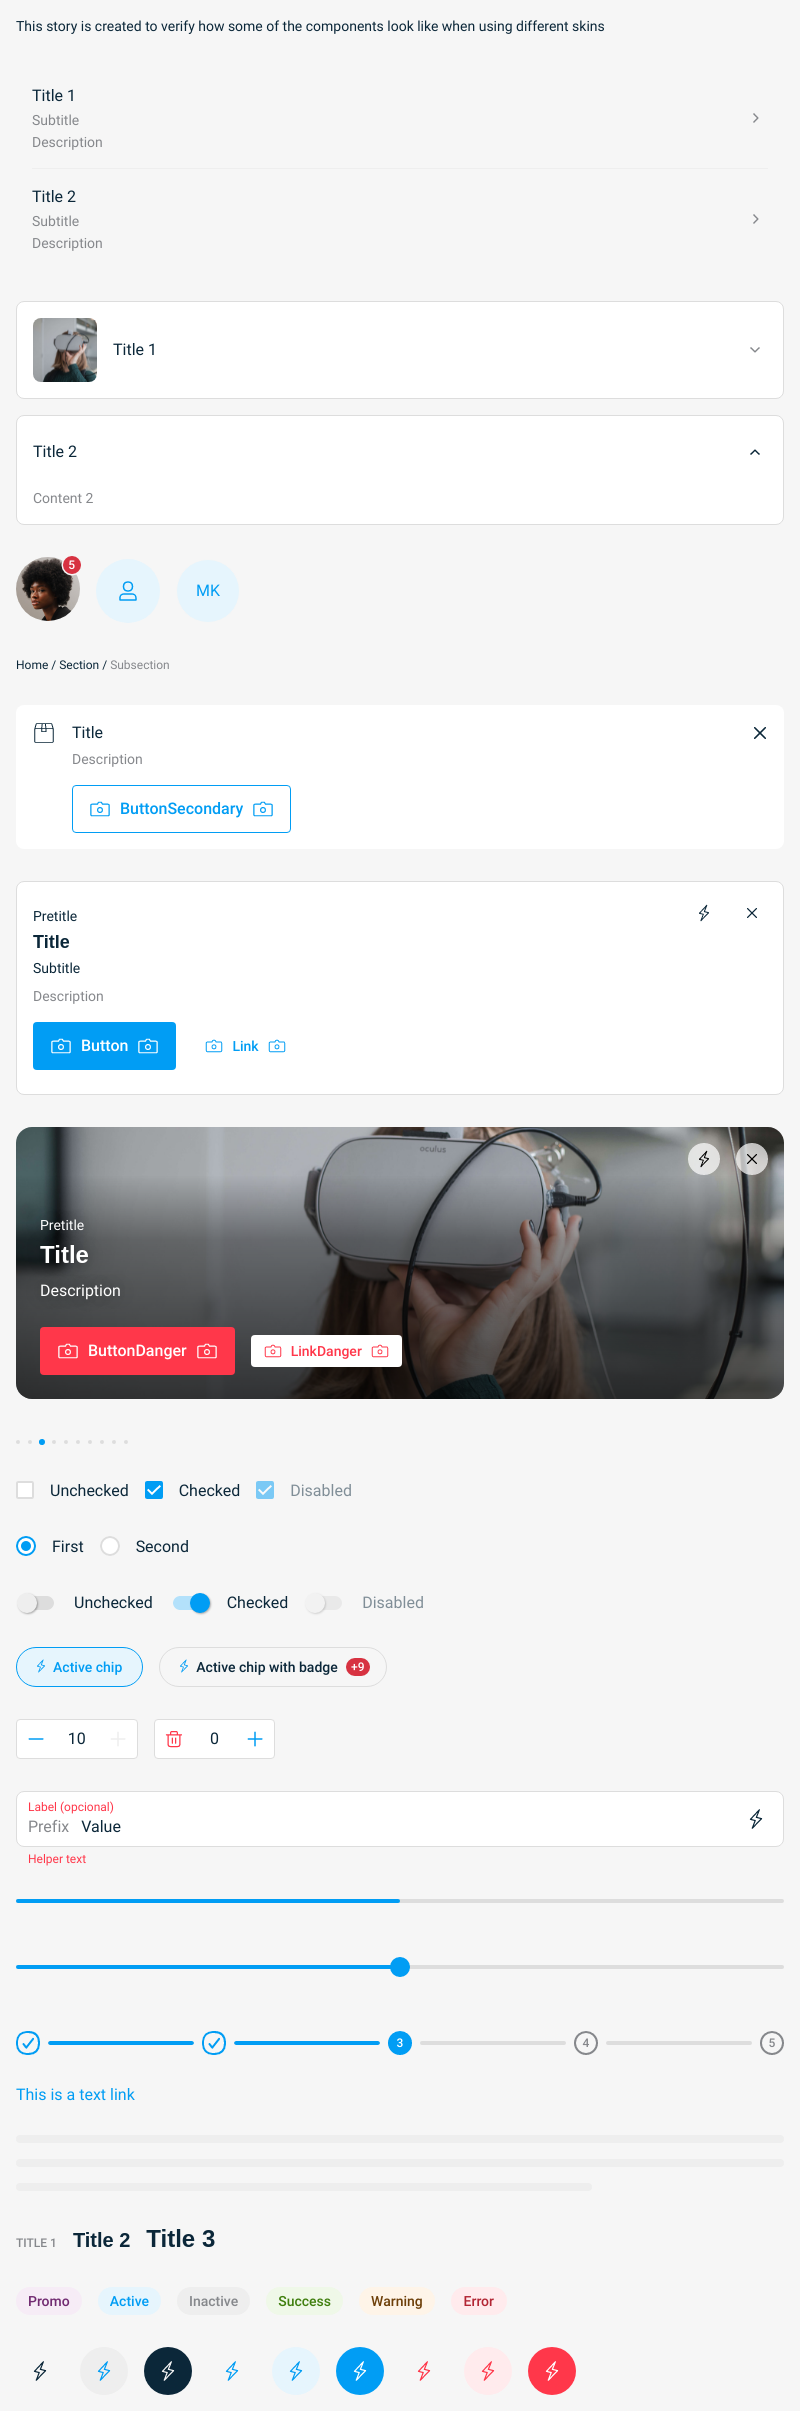 This story is created to verify how some of the components look like when using different skins
Title 1
Subtitle
Description
Title 2
Subtitle
Description
Title 1
Title 2
Content 2
5
MK
Home / Section / Subsection
Title
Description
ButtonSecondary
Pretitle
Title
Subtitle
Description
Button Link
oculus
Pretitle
Title
Description
ButtonDanger LinkDanger
Unchecked Checked Disabled
First Second
Unchecked Checked Disabled
Active chip Active chip with badge +9
10 0
Label (opcional)
Prefix Value
Helper text
3 4 5
This is a text link
TITLE 1 Title 2 Title 3
Promo Active Inactive Success Warning Error